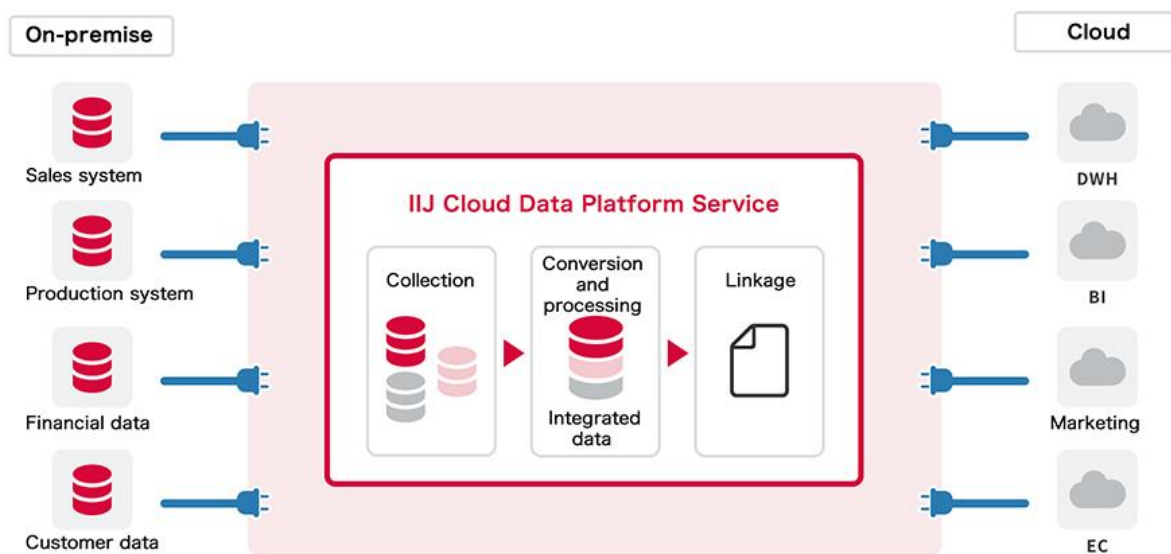 On-premise
Cloud
Sales system
Production system
Financial data
Customer data
IIJ Cloud Data Platform Service
Collection
Conversion
and
processing
Integrated
data
Linkage
DWH
BI
Marketing
EC